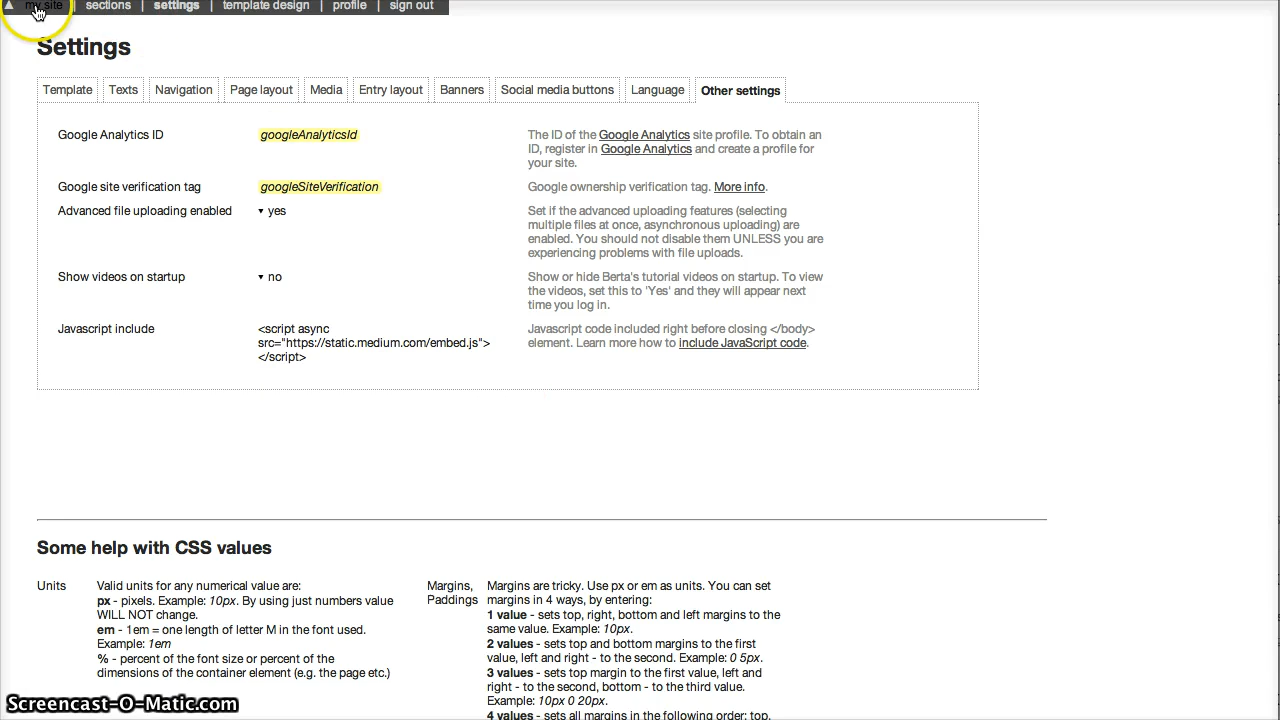 ▲ my site | sections | settings | template design | profile | sign out
Settings
Template Texts Navigation Page layout Media Entry layout Banners Social media buttons Language Other settings
Google Analytics ID
googleAnalyticsId
The ID of the Google Analytics site profile. To obtain an
ID, register in Google Analytics and create a profile for
your site.
Google site verification tag
googleSiteVerification
Google ownership verification tag. More info.
Advanced file uploading enabled
▾ yes
Set if the advanced uploading features (selecting
multiple files at once, asynchronous uploading) are
enabled. You should not disable them UNLESS you are
experiencing problems with file uploads.
Show videos on startup
▾ no
Show or hide Berta's tutorial videos on startup. To view
the videos, set this to 'Yes' and they will appear next
time you log in.
Javascript include
<script async
src="https://static.medium.com/embed.js">
</script>
Javascript code included right before closing </body>
element. Learn more how to include JavaScript code.
Some help with CSS values
Units
Valid units for any numerical value are:
px - pixels. Example: 10px. By using just numbers value
WILL NOT change.
em - 1em = one length of letter M in the font used.
Example: 1em
% - percent of the font size or percent of the
dimensions of the container element (e.g. the page etc.)
Margins,
Paddings
Margins are tricky. Use px or em as units. You can set
margins in 4 ways, by entering:
1 value - sets top, right, bottom and left margins to the
same value. Example: 10px.
2 values - sets top and bottom margins to the first
value, left and right - to the second. Example: 0 5px.
3 values - sets top margin to the first value, left and
right - to the second, bottom - to the third value.
Example: 10px 0 20px.
4 values - sets all margins in the following order: top,
Screencast-O-Matic.com